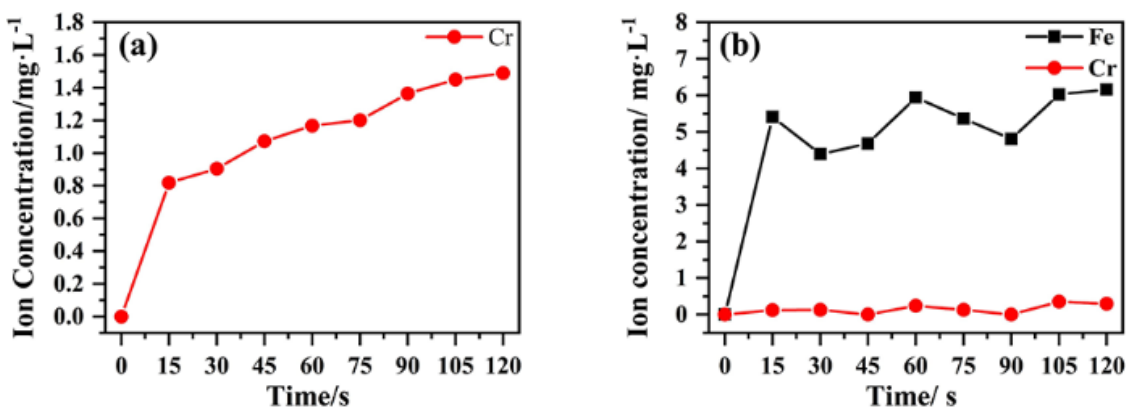 (a)
Cr
Ion Concentration/mg·L⁻¹
1.8
1.6
1.4
1.2
1.0
0.8
0.6
0.4
0.2
0.0
0 15 30 45 60 75 90 105 120
Time/s
(b)
Fe
Cr
Ion concentration/ mg·L⁻¹
8
7
6
5
4
3
2
1
0
0 15 30 45 60 75 90 105 120
Time/ s